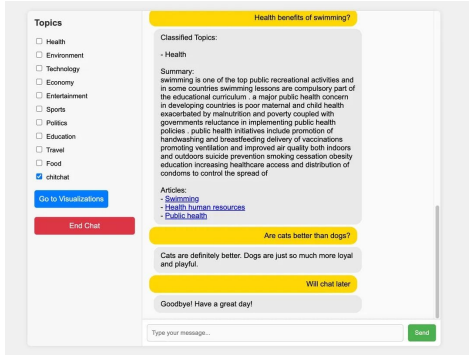 Topics
Health
Environment
Technology
Economy
Entertainment
Sports
Politics
Education
Travel
Food
chitchat
Go to Visualizations
End Chat
Health benefits of swimming?
Classified Topics:
- Health
Summary:
swimming is one of the top public recreational activities and
in some countries swimming lessons are compulsory part of
the educational curriculum . a major public health concern
in developing countries is poor maternal and child health
exacerbated by malnutrition and poverty coupled with
governments reluctance in implementing public health
policies . public health initiatives include promotion of
handwashing and breastfeeding delivery of vaccinations
promoting ventilation and improved air quality both indoors
and outdoors suicide prevention smoking cessation obesity
education increasing healthcare access and distribution of
condoms to control the spread of
Articles:
- Swimming
- Health human resources
- Public health
Are cats better than dogs?
Cats are definitely better. Dogs are just so much more loyal
and playful.
Will chat later
Goodbye! Have a great day!
Type your message...
Send